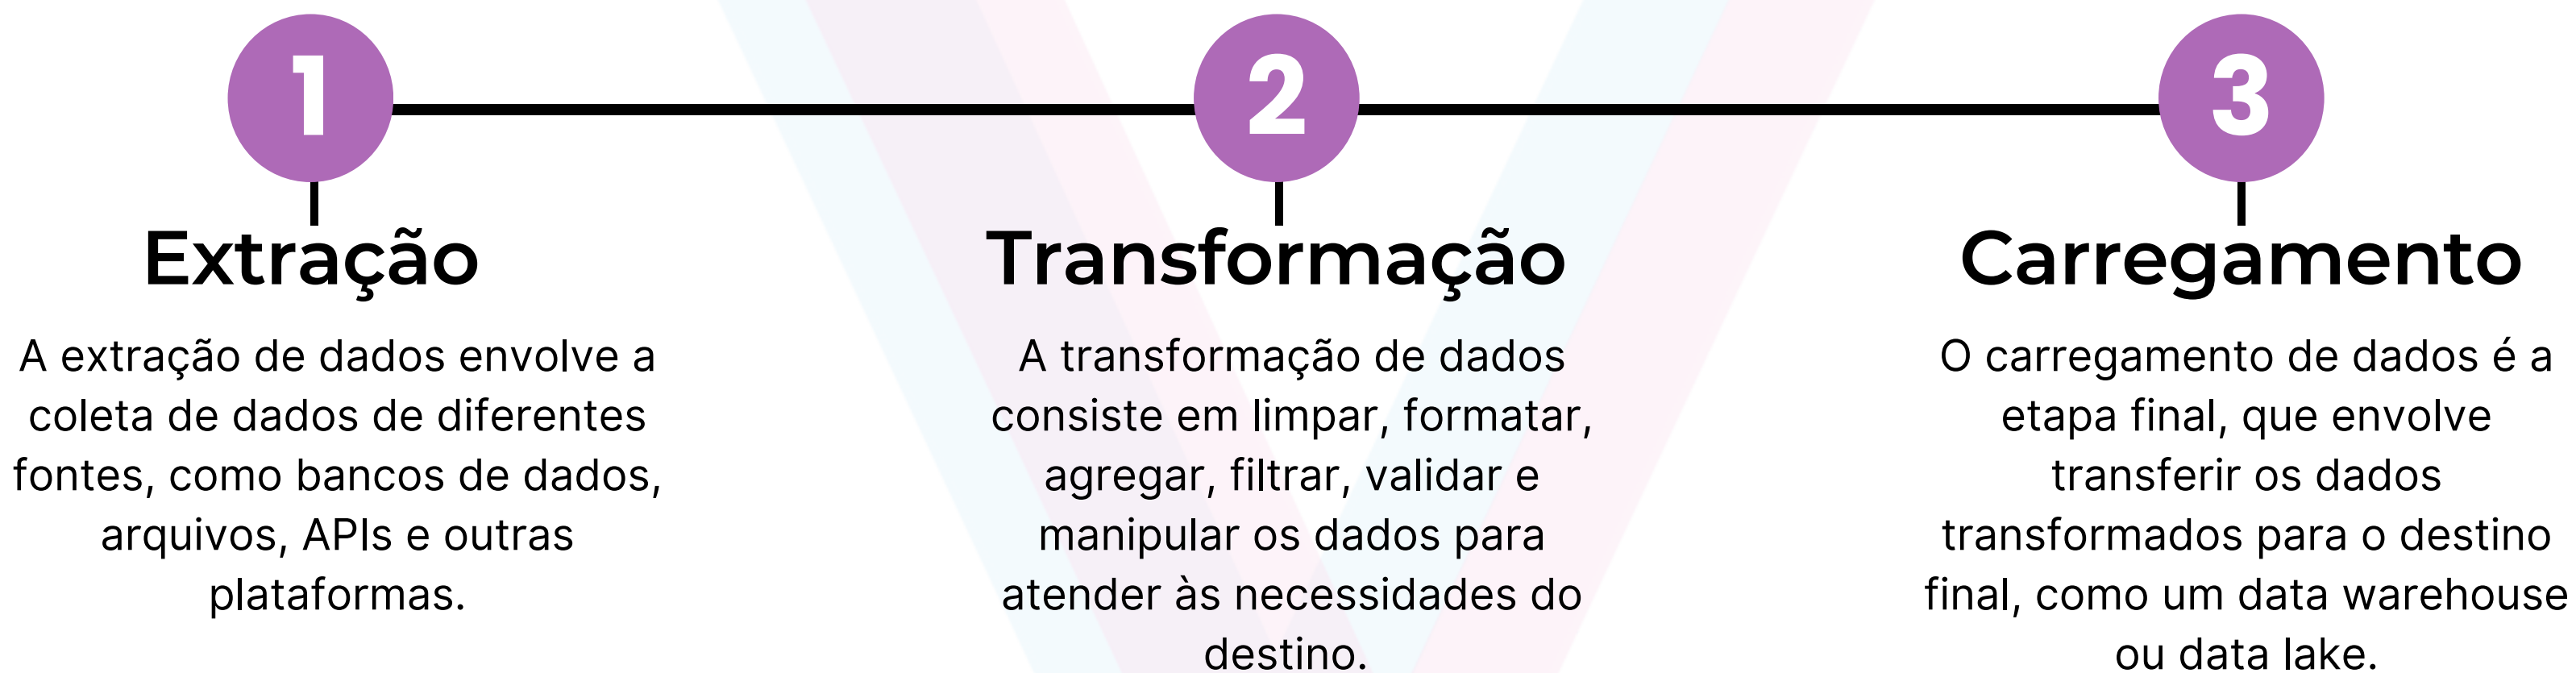 1
Extração
A extração de dados envolve a
coleta de dados de diferentes
fontes, como bancos de dados,
arquivos, APIs e outras
plataformas.
2
Transformação
A transformação de dados
consiste em limpar, formatar,
agregar, filtrar, validar e
manipular os dados para
atender às necessidades do
destino.
3
Carregamento
O carregamento de dados é a
etapa final, que envolve
transferir os dados
transformados para o destino
final, como um data warehouse
ou data lake.